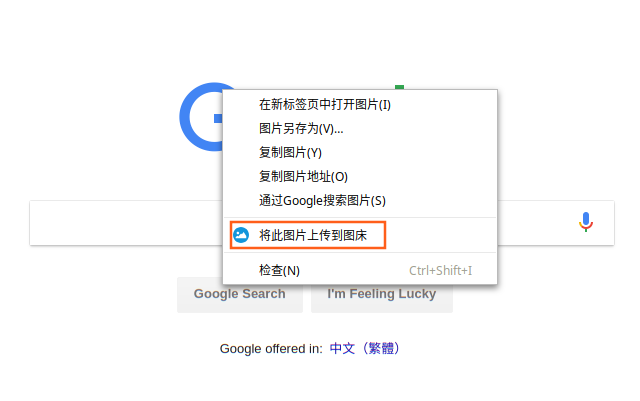 在新标签页中打开图片(I)
图片另存为(V)...
复制图片(Y)
复制图片地址(O)
通过Google搜索图片(S)
将此图片上传到图床
检查(N) Ctrl+Shift+I
Google Search I'm Feeling Lucky
Google offered in: 中文（繁體）